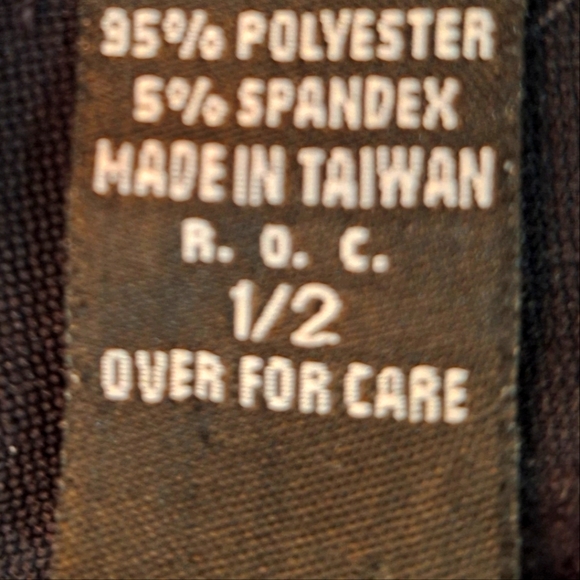 95% POLYESTER
5% SPANDEX
MADE IN TAIWAN
R. O. C.
1/2
OVER FOR CARE